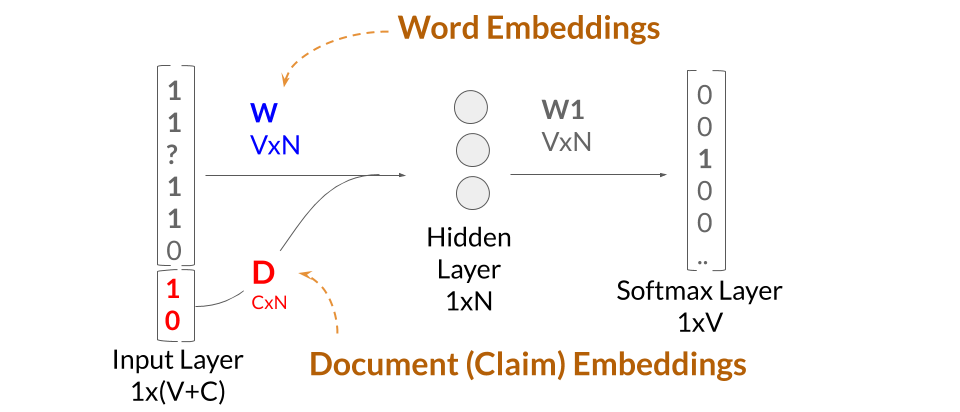 Word Embeddings
1
1
?
1
1
0
1
0
Input Layer
1x(V+C)
W
VxN
D
CxN
Hidden
Layer
1xN
W1
VxN
0
0
1
0
0
..
Softmax Layer
1xV
Document (Claim) Embeddings